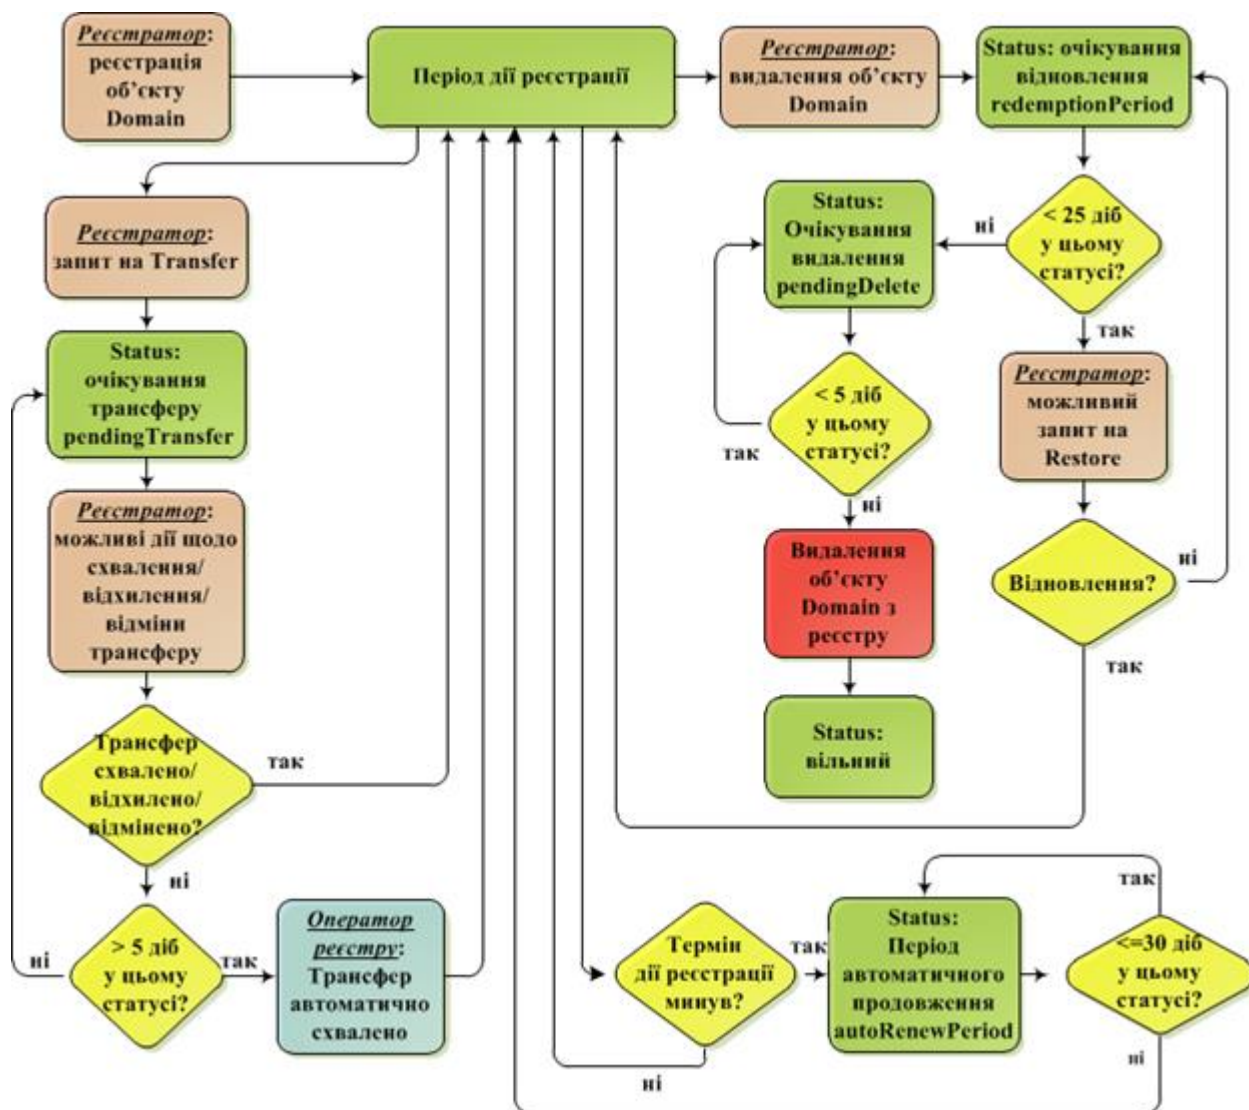 Реєстратор:
реєстрація
об’єкту
Domain
Період дії реєстрації
Реєстратор:
видалення об’єкту
Domain
Status: очікування
відновлення
redemptionPeriod
Реєстратор:
запит на Transfer
Status:
Очікування
видалення
pendingDelete
ні
< 25 діб
у цьому
статусі?
так
Status:
очікування
трансферу
pendingTransfer
< 5 діб
у цьому
статусі?
так
ні
Реєстратор:
можливий
запит на
Restore
Реєстратор:
можливі дії щодо
схвалення/
відхилення/
відміни
трансферу
Видалення
об’єкту
Domain з
реєстру
Відновлення?
ні
так
Status:
вільний
Трансфер
схвалено/
відхилено/
відмінено?
так
ні
> 5 діб
у цьому
статусі?
ні
так
Оператор
реєстру:
Трансфер
автоматично
схвалено
Термін
дії реєстрації
минув?
так
ні
Status:
Період
автоматичного
продовження
autoRenewPeriod
<=30 діб
у цьому
статусі?
так
ні